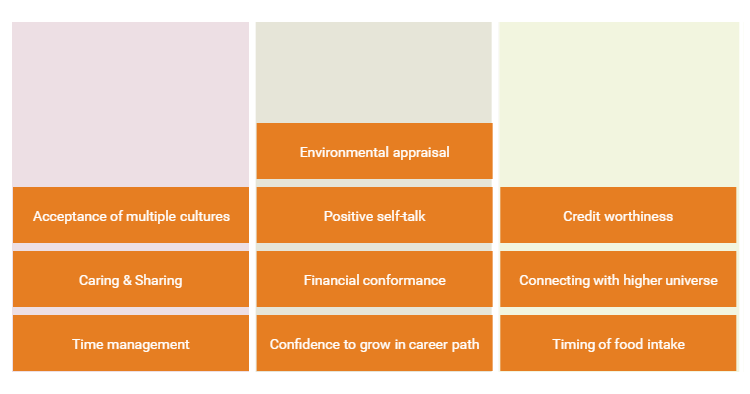 Environmental appraisal
Acceptance of multiple cultures
Positive self-talk
Credit worthiness
Caring & Sharing
Financial conformance
Connecting with higher universe
Time management
Confidence to grow in career path
Timing of food intake